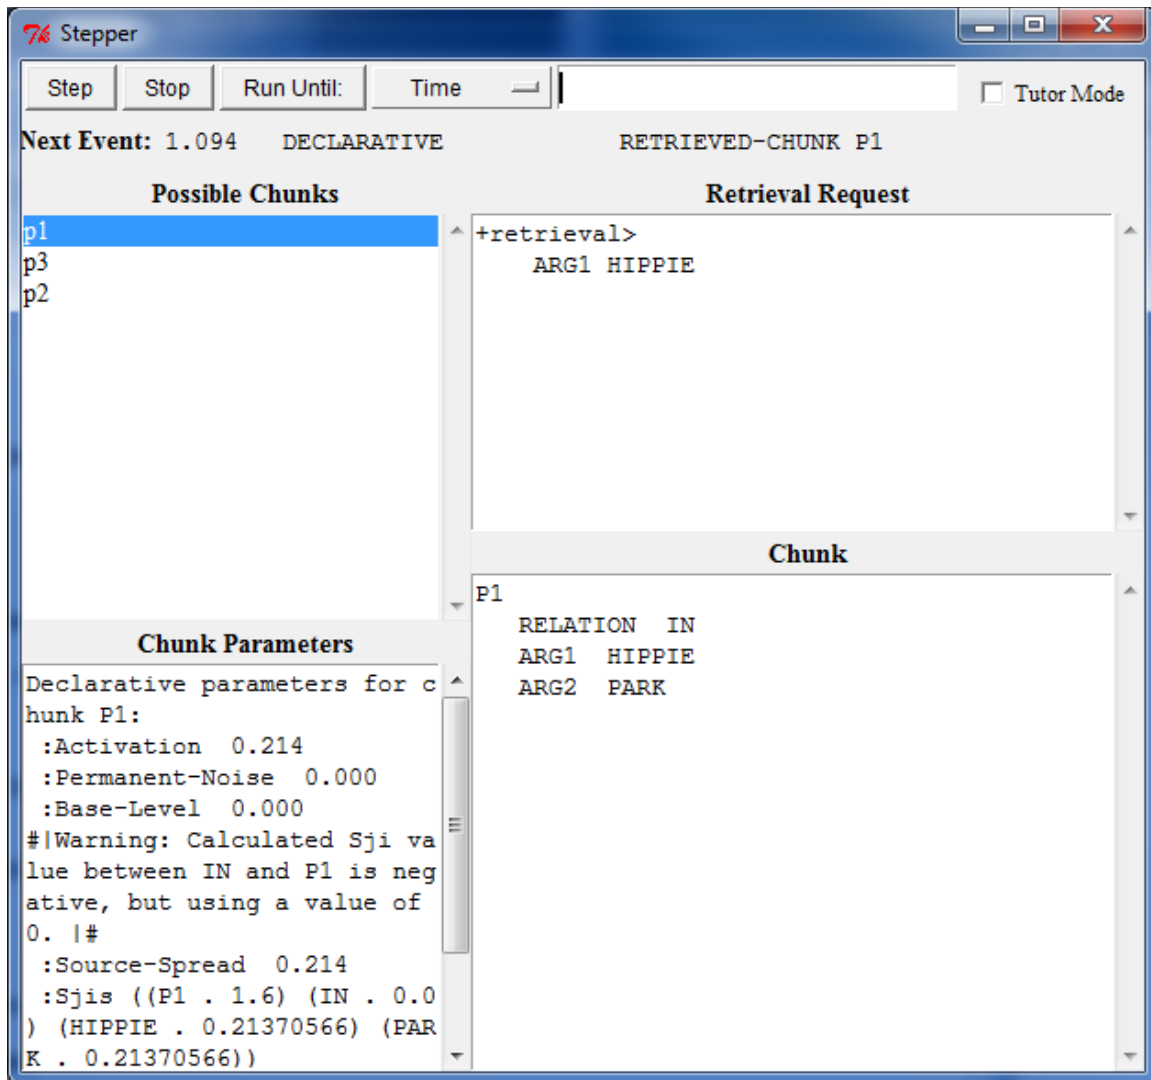 Stepper
Step Stop Run Until: Time Tutor Mode
Next Event: 1.094 DECLARATIVE RETRIEVED-CHUNK P1
Possible Chunks
p1
p3
p2
Retrieval Request
+retrieval>
ARG1 HIPPIE
Chunk Parameters
Declarative parameters for c
hunk P1:
:Activation 0.214
:Permanent-Noise 0.000
:Base-Level 0.000
#|Warning: Calculated Sji va
lue between IN and P1 is neg
ative, but using a value of
0. |#
:Source-Spread 0.214
:Sjis ((P1 . 1.6) (IN . 0.0
) (HIPPIE . 0.21370566) (PAR
K . 0.21370566))
Chunk
P1
RELATION IN
ARG1 HIPPIE
ARG2 PARK